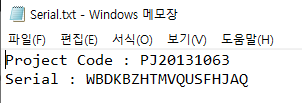 Serial.txt - Windows 메모장
파일(F) 편집(E) 서식(O) 보기(V) 도움말(H)
Project Code : PJ20131063
Serial : WBDKBZHTMVQUSFHJAQ